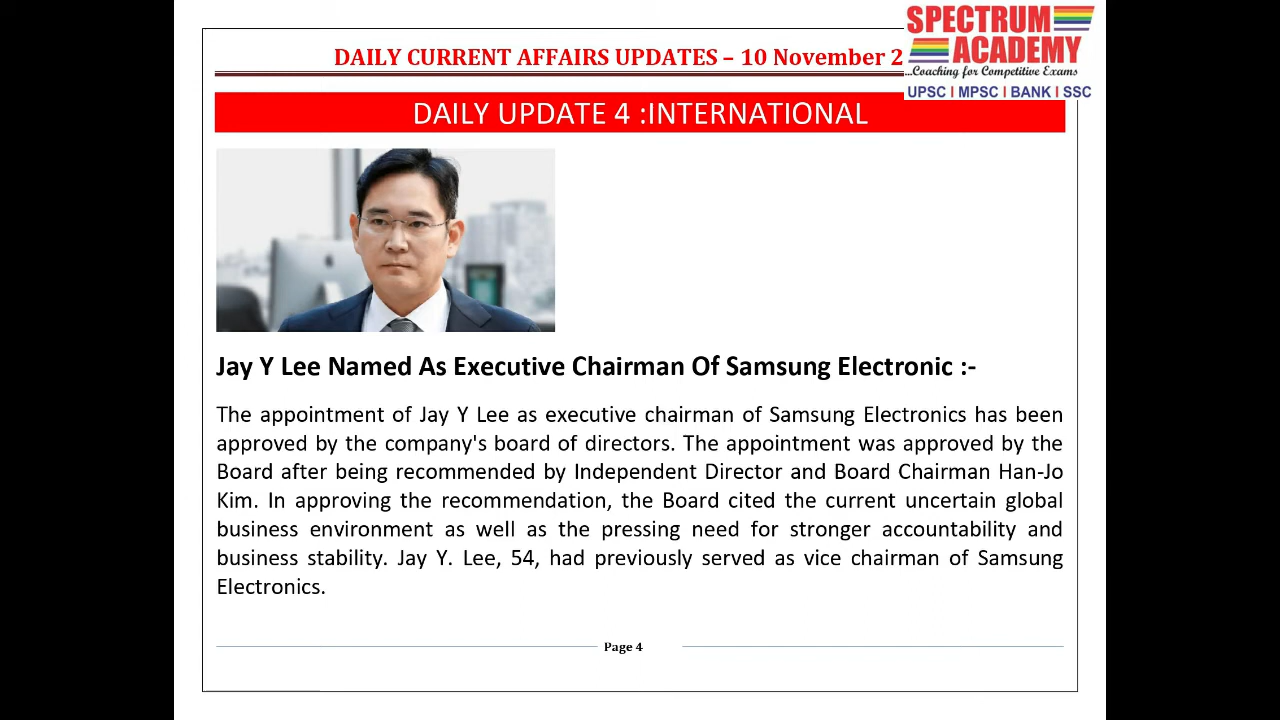 SPECTRUM
ACADEMY
...Coaching for Competitive Exams
UPSC | MPSC | BANK | SSC
DAILY CURRENT AFFAIRS UPDATES – 10 November 2
DAILY UPDATE 4 :INTERNATIONAL
Jay Y Lee Named As Executive Chairman Of Samsung Electronic :-
The appointment of Jay Y Lee as executive chairman of Samsung Electronics has been
approved by the company's board of directors. The appointment was approved by the
Board after being recommended by Independent Director and Board Chairman Han-Jo
Kim. In approving the recommendation, the Board cited the current uncertain global
business environment as well as the pressing need for stronger accountability and
business stability. Jay Y. Lee, 54, had previously served as vice chairman of Samsung
Electronics.
Page 4